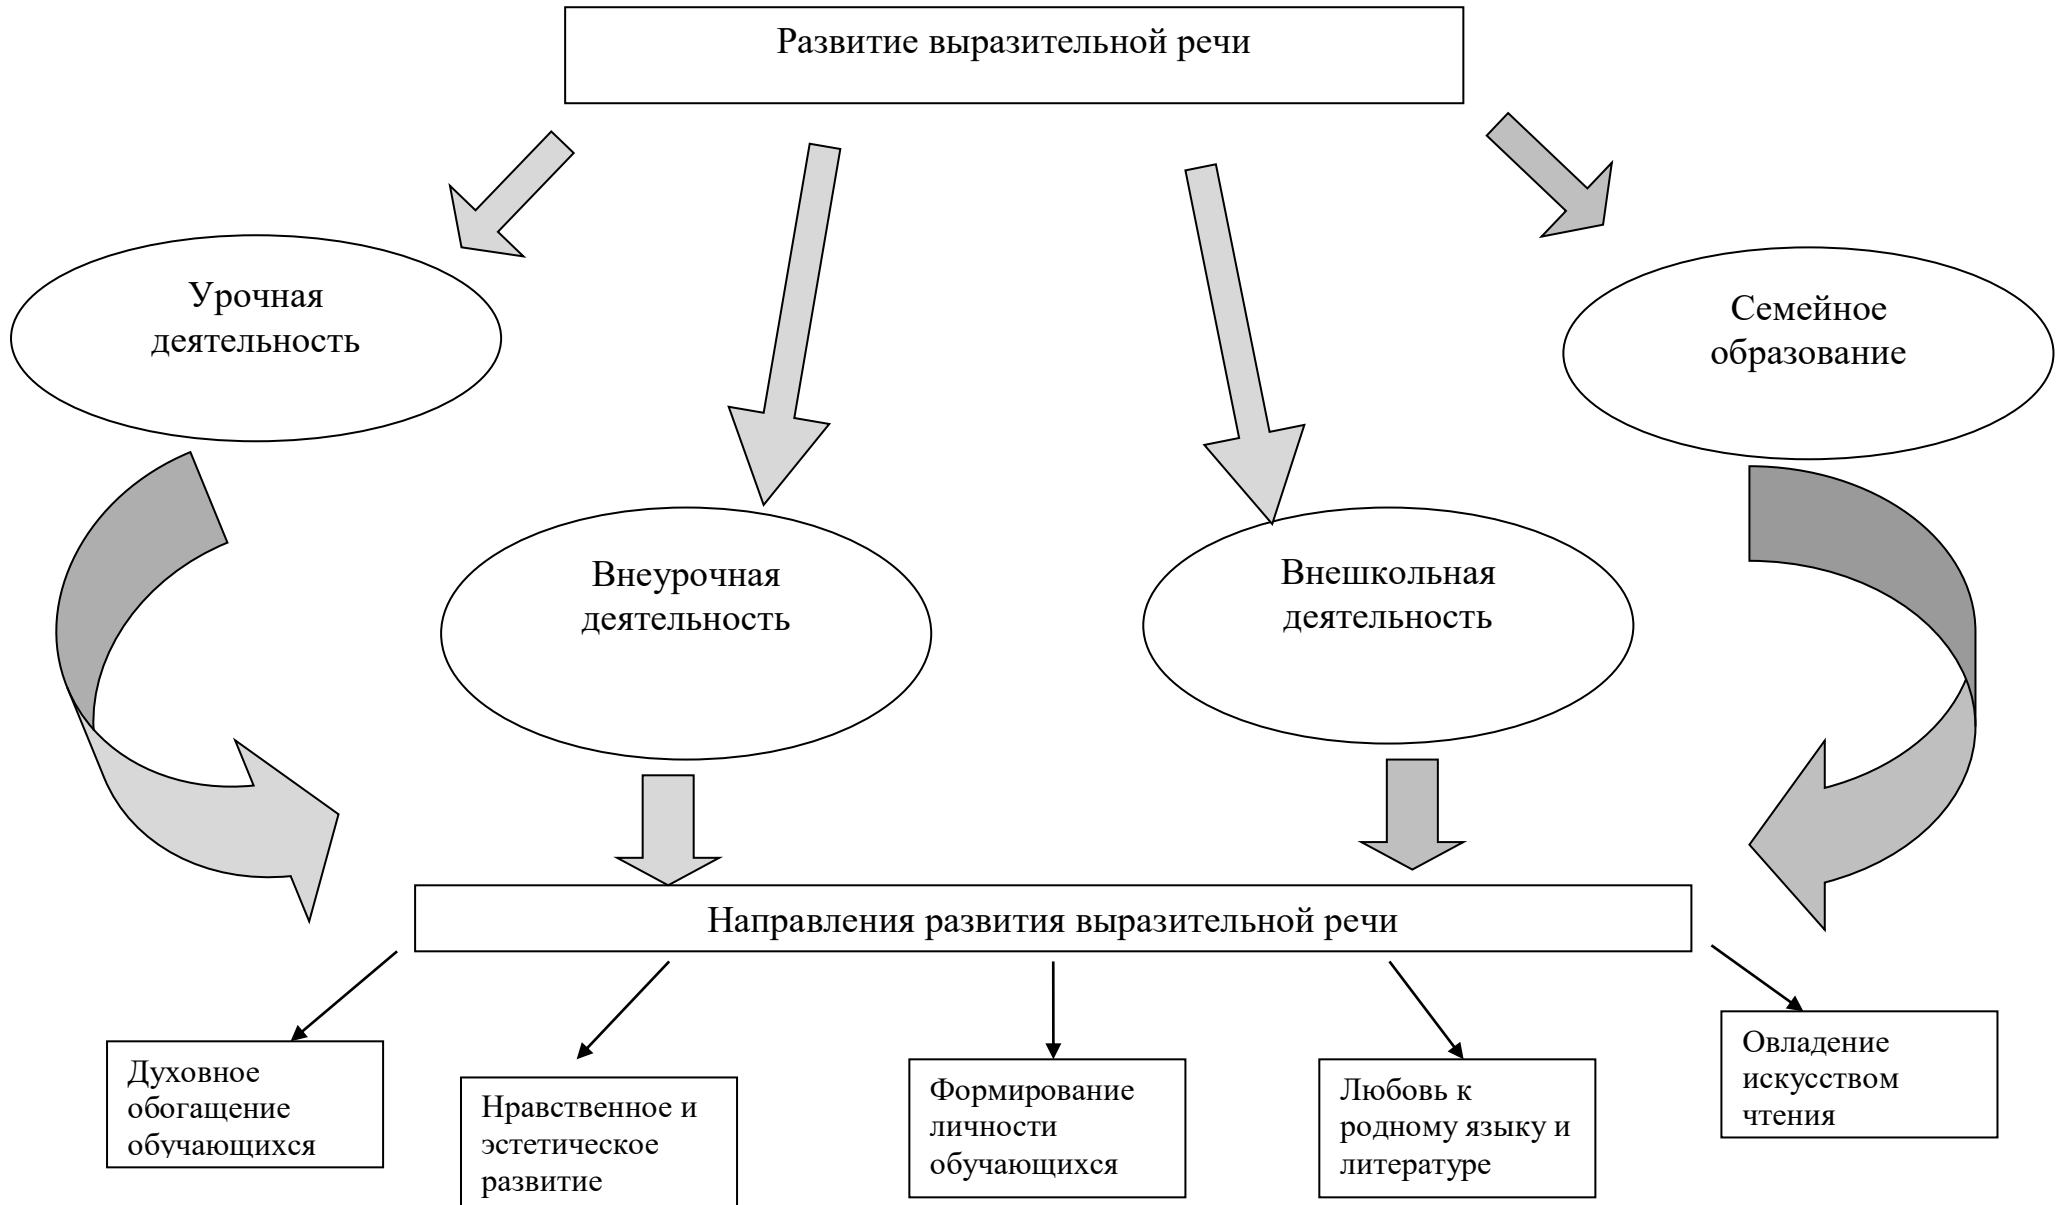 Развитие выразительной речи
Урочная
деятельность
Семейное
образование
Внеурочная
деятельность
Внешкольная
деятельность
Направления развития выразительной речи
Духовное
обогащение
обучающихся
Нравственное и
эстетическое
развитие
Формирование
личности
обучающихся
Любовь к
родному языку и
литературе
Овладение
искусством
чтения